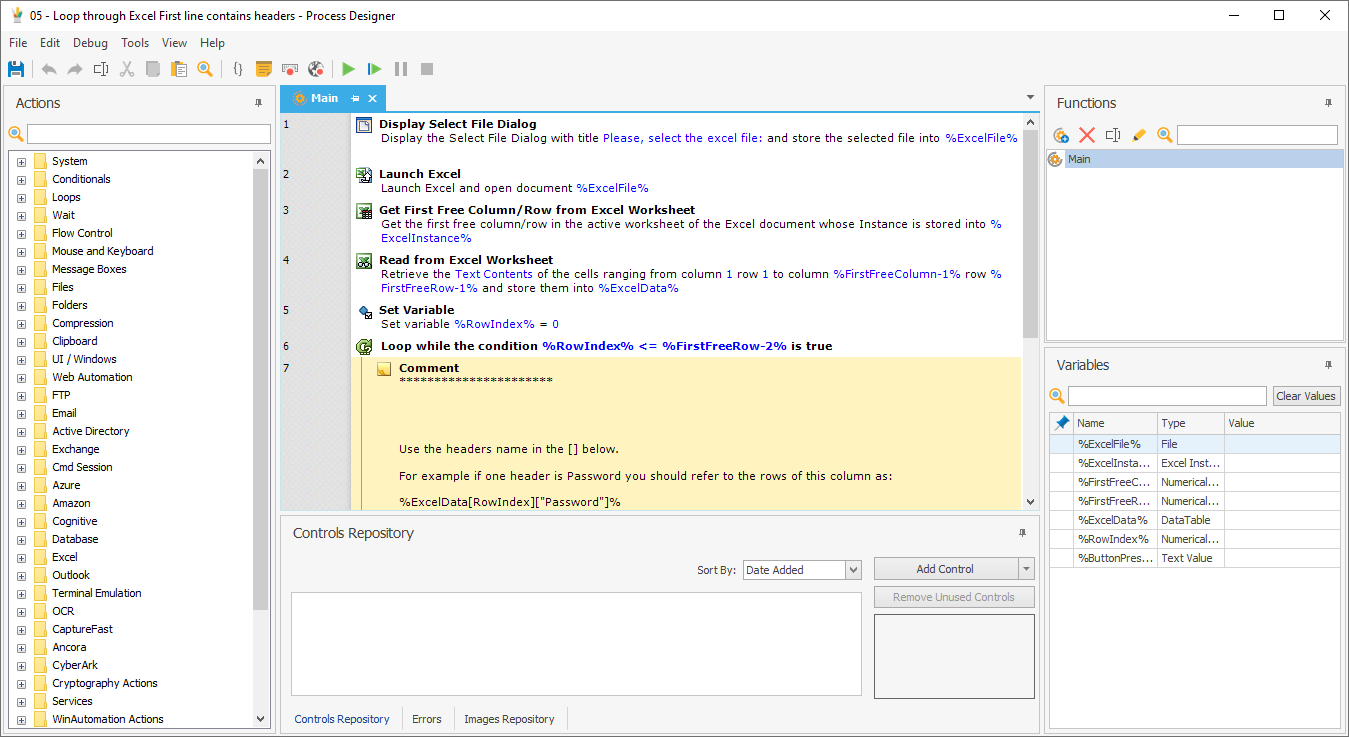 05 - Loop through Excel First line contains headers - Process Designer
File Edit Debug Tools View Help
Actions
System
Conditionals
Loops
Wait
Flow Control
Mouse and Keyboard
Message Boxes
Files
Folders
Compression
Clipboard
UI / Windows
Web Automation
FTP
Email
Active Directory
Exchange
Cmd Session
Azure
Amazon
Cognitive
Database
Excel
Outlook
Terminal Emulation
OCR
CaptureFast
Ancora
CyberArk
Cryptography Actions
Services
WinAutomation Actions
Main
1 Display Select File Dialog
Display the Select File Dialog with title Please, select the excel file: and store the selected file into %ExcelFile%
2 Launch Excel
Launch Excel and open document %ExcelFile%
3 Get First Free Column/Row from Excel Worksheet
Get the first free column/row in the active worksheet of the Excel document whose Instance is stored into %
ExcelInstance%
4 Read from Excel Worksheet
Retrieve the Text Contents of the cells ranging from column 1 row 1 to column %FirstFreeColumn-1% row %
FirstFreeRow-1% and store them into %ExcelData%
5 Set Variable
Set variable %RowIndex% = 0
6 Loop while the condition %RowIndex% <= %FirstFreeRow-2% is true
7 Comment
**********************
Use the headers name in the [] below.
For example if one header is Password you should refer to the rows of this column as:
%ExcelData[RowIndex]["Password"]%
Controls Repository
Sort By: Date Added
Add Control
Remove Unused Controls
Controls Repository Errors Images Repository
Functions
Main
Variables
Clear Values
Name Type Value
%ExcelFile% File
%ExcelInsta... Excel Inst...
%FirstFreeC... Numerical...
%FirstFreeR... Numerical...
%ExcelData% DataTable
%RowIndex% Numerical...
%ButtonPres... Text Value